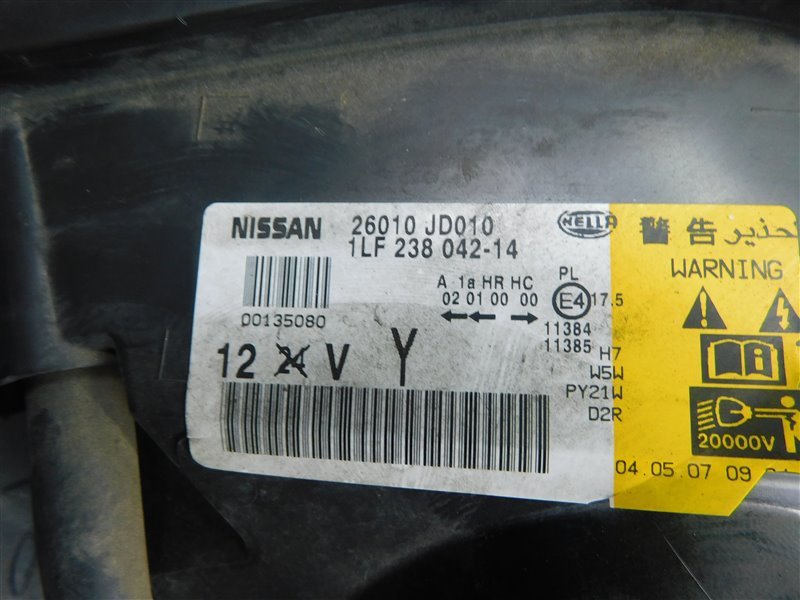 NISSAN 26010 JD010 HELLA
1LF 238 042-14
警告
WARNING
A 1a HR HC PL
02 01 00 00 E4 17.5
00135080
11384
11385
12 24 V Y
H7
W5W
PY21W
D2R
20000V
04.05.07 09